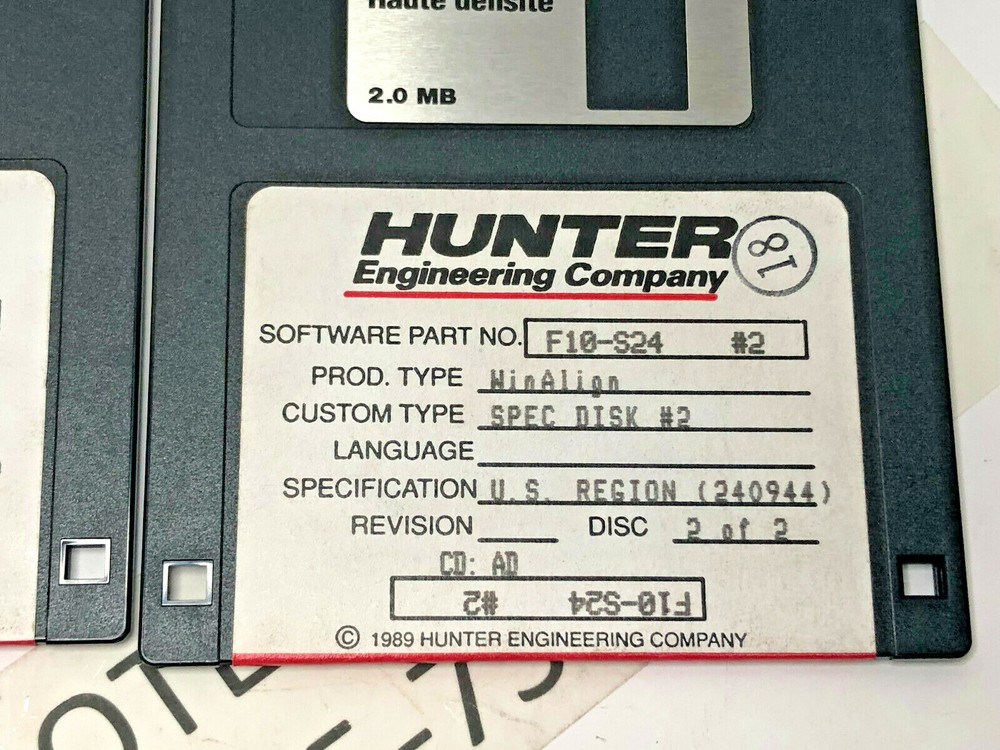 Haute densité
2.0 MB
HUNTER
Engineering Company
18
SOFTWARE PART NO. F10-S24 #2
PROD. TYPE WinAlign
CUSTOM TYPE SPEC DISK #2
LANGUAGE
SPECIFICATION U.S. REGION (240944)
REVISION DISC 2 of 2
CD: AD
F10-S24 #2
© 1989 HUNTER ENGINEERING COMPANY